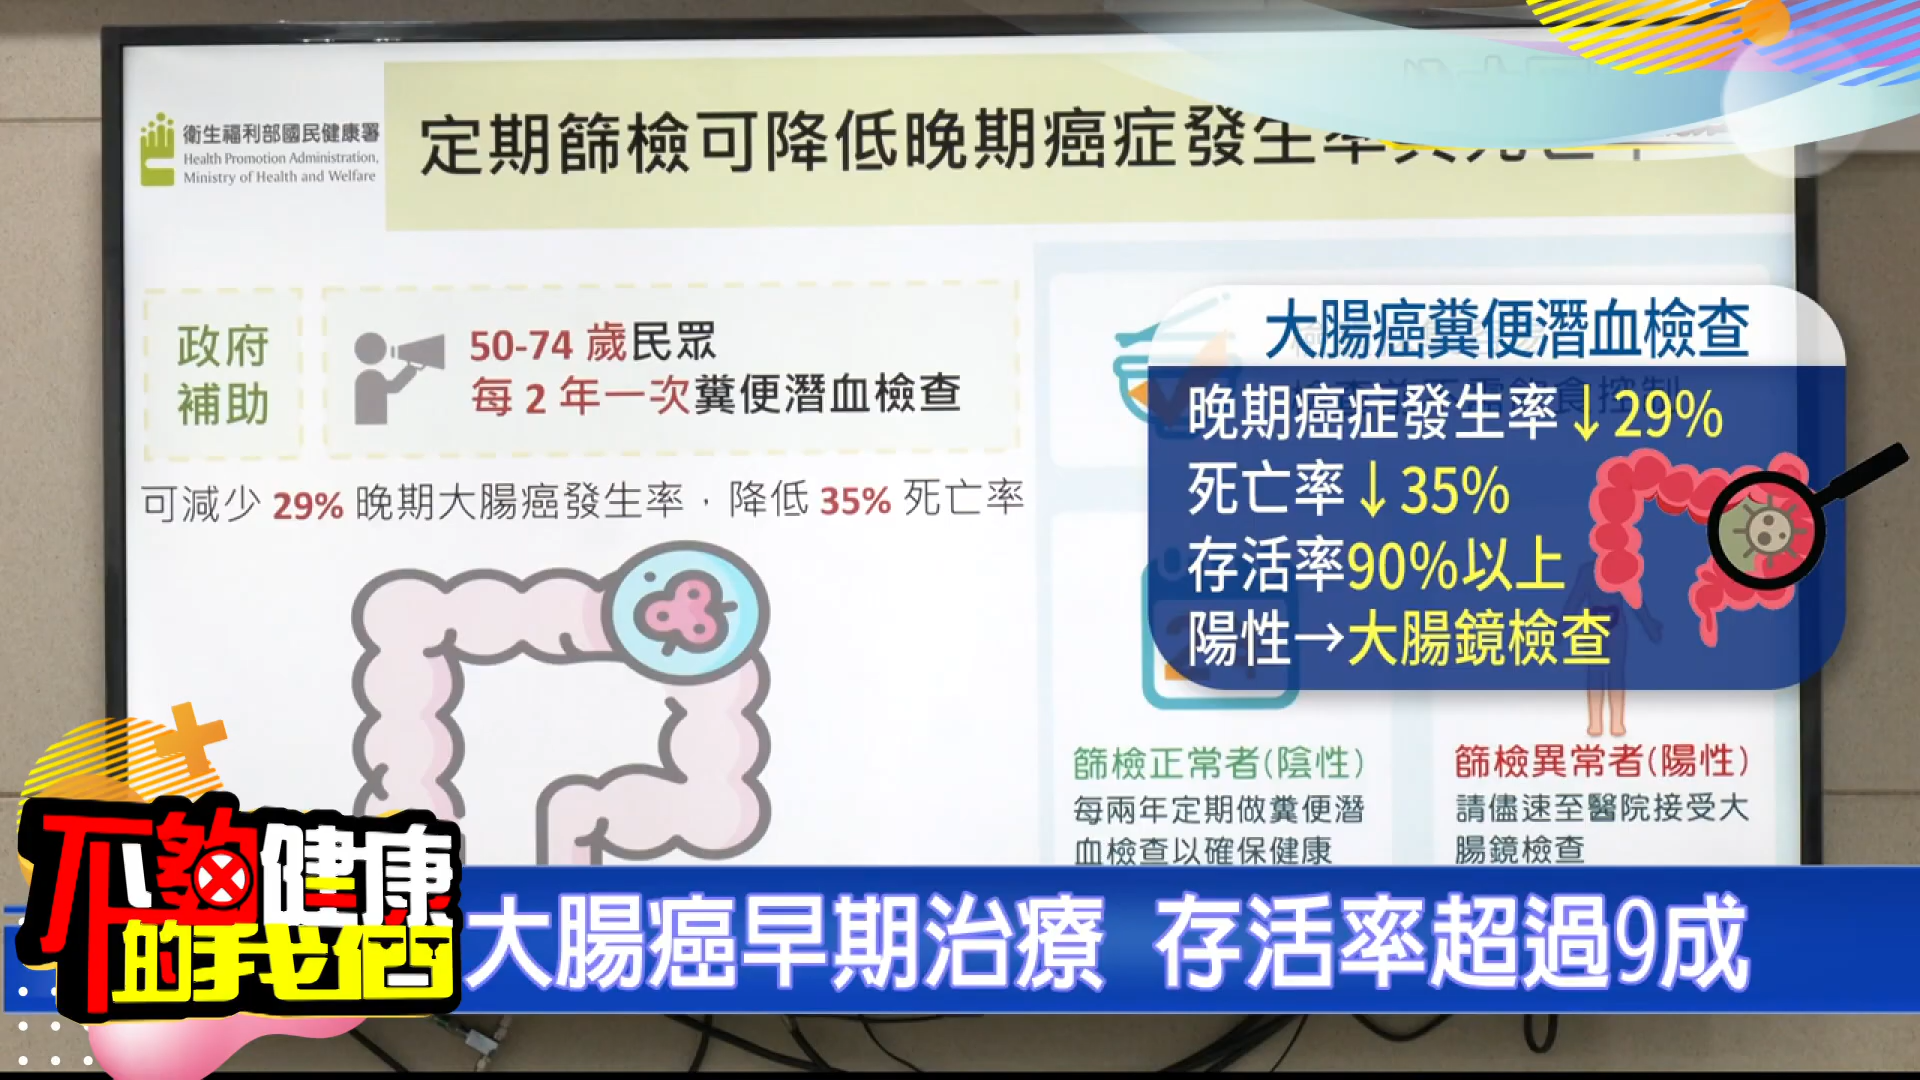 衛生福利部國民健康署
Health Promotion Administration,
Ministry of Health and Welfare
定期篩檢可降低晚期癌症發生率與死亡率
政府
補助
50-74 歲民眾
每 2 年一次糞便潛血檢查
可減少 29% 晚期大腸癌發生率，降低 35% 死亡率
大腸癌糞便潛血檢查
晚期癌症發生率↓29%
死亡率↓35%
存活率90%以上
陽性→大腸鏡檢查
篩檢正常者(陰性)
每兩年定期做糞便潛
血檢查以確保健康
篩檢異常者(陽性)
請儘速至醫院接受大
腸鏡檢查
不夠健康
的我們
大腸癌早期治療 存活率超過9成